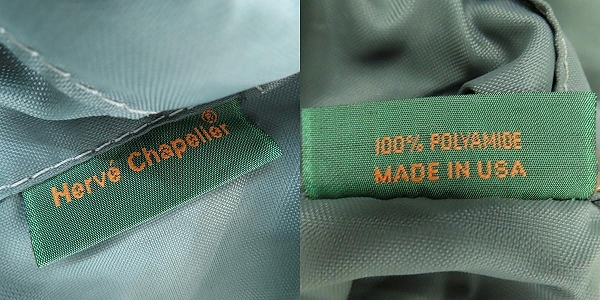 Hervé Chapelier®
100% POLYAMIDE
MADE IN USA